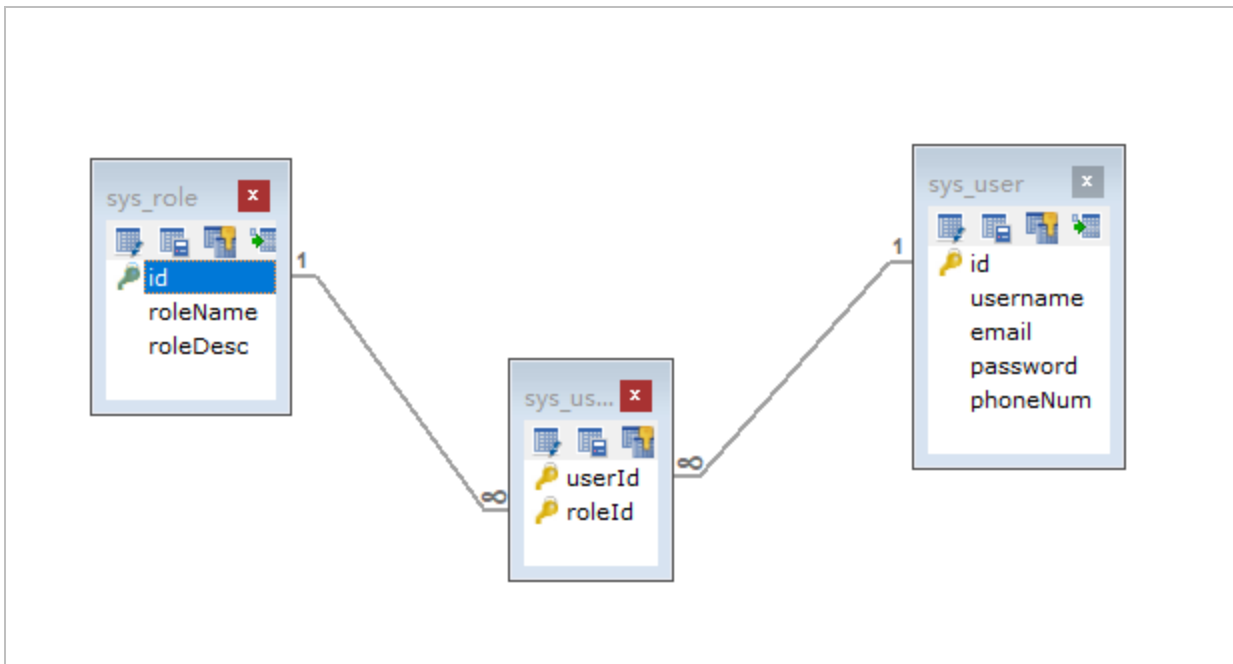 sys_role
x
id
roleName
roleDesc
1
∞
sys_us...
x
userId
roleId
∞
1
sys_user
x
id
username
email
password
phoneNum